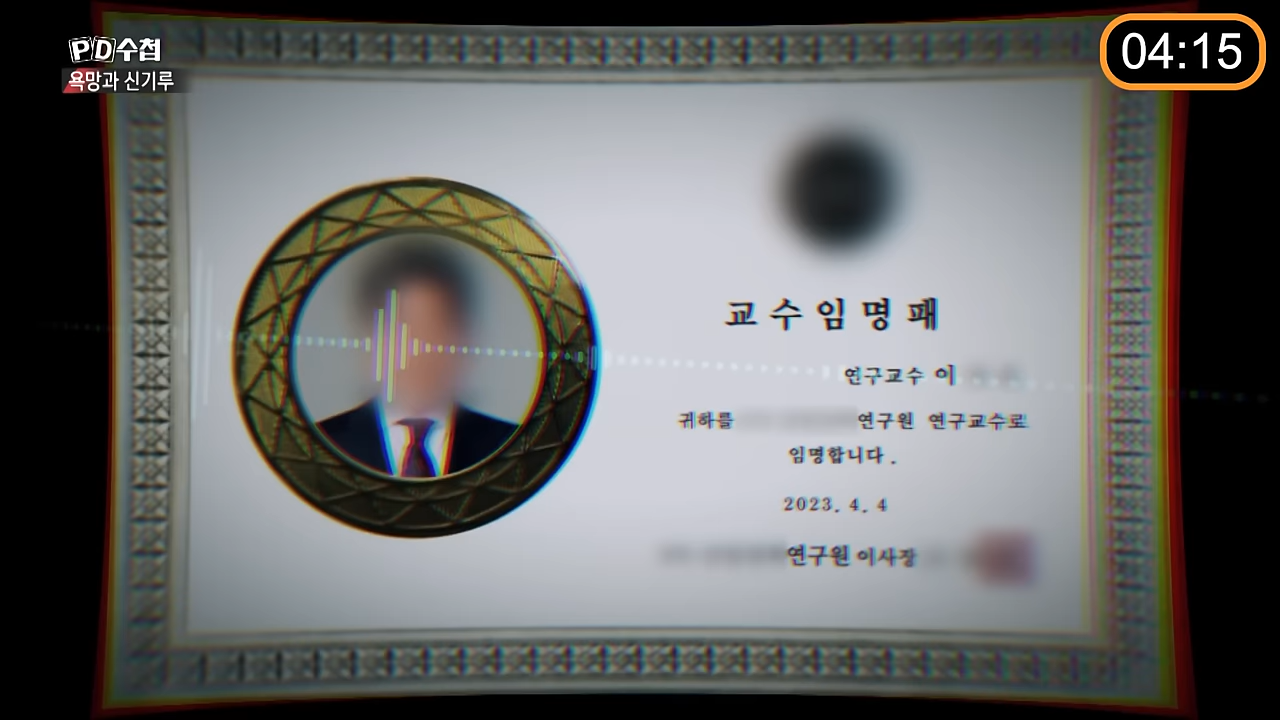 PD수첩
욕망과 신기루
04:15
교수임명패
연구교수 이
귀하를 연구원 연구교수로
임명합니다.
2023. 4. 4
연구원 이사장